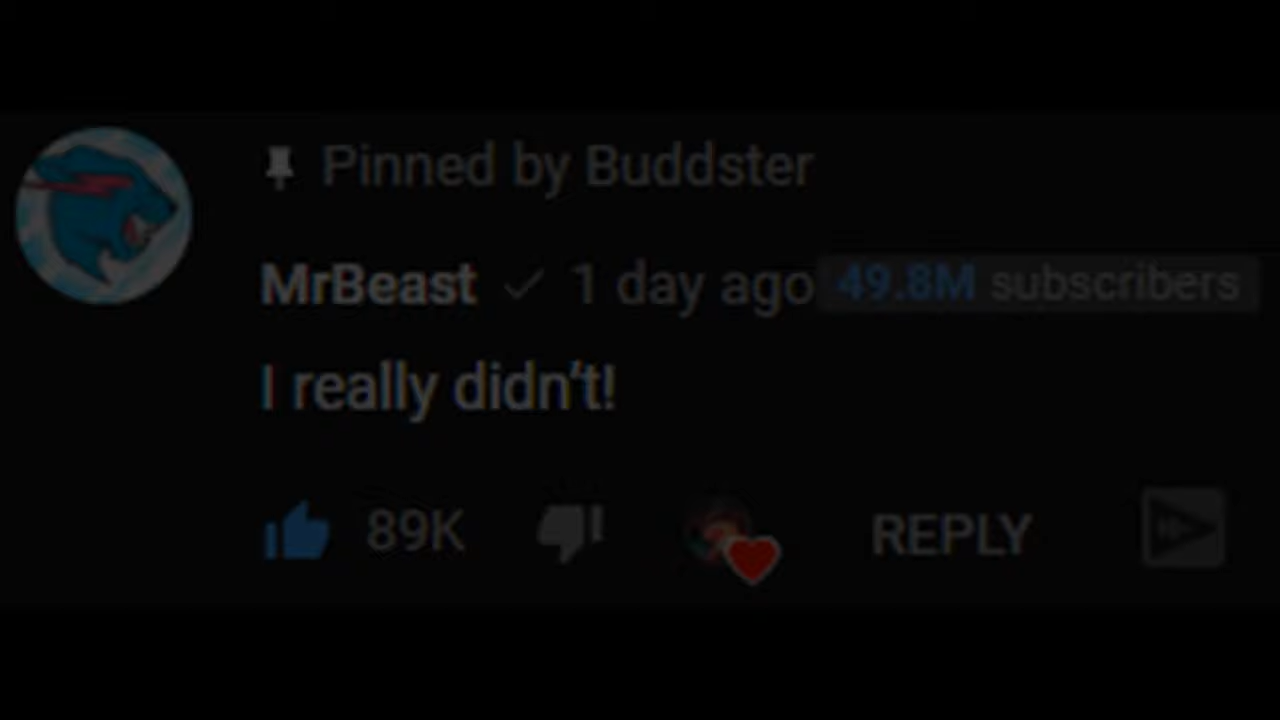 Pinned by Buddster
MrBeast 1 day ago 49.8M subscribers
I really didn't!
89K REPLY